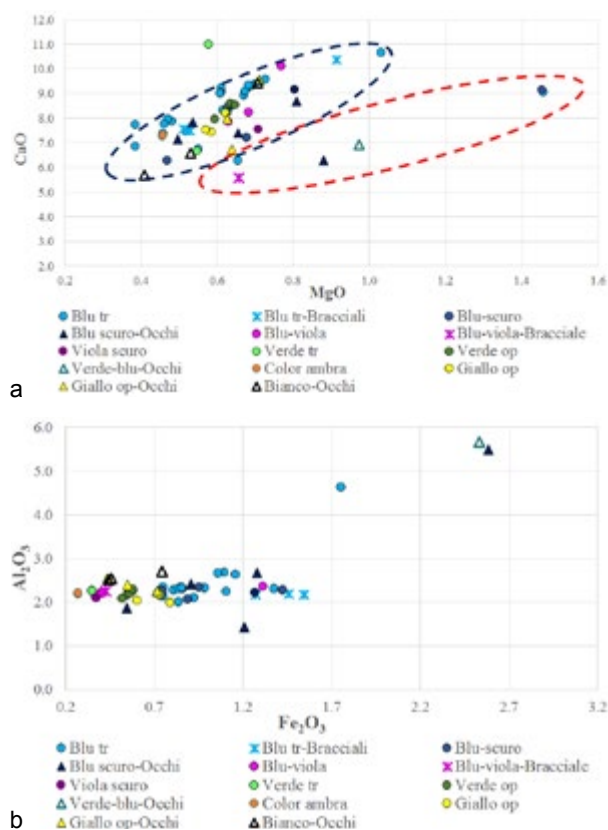 12.0
11.0
10.0
9.0
8.0
7.0
6.0
5.0
4.0
3.0
2.0
CaO
0.2 0.4 0.6 0.8 1.0 1.2 1.4 1.6
MgO
Blu tr Blu tr-Bracciali Blu-scuro
Blu scuro-Occhi Blu-viola Blu-viola-Bracciale
Viola scuro Verde tr Verde op
Verde-blu-Occhi Color ambra Giallo op
Giallo op-Occhi Bianco-Occhi
a
6.0
5.0
4.0
3.0
2.0
1.0
0.0
Al₂O₃
0.2 0.7 1.2 1.7 2.2 2.7 3.2
Fe₂O₃
Blu tr Blu tr-Bracciali Blu-scuro
Blu scuro-Occhi Blu-viola Blu-viola-Bracciale
Viola scuro Verde tr Verde op
Verde-blu-Occhi Color ambra Giallo op
Giallo op-Occhi Bianco-Occhi
b